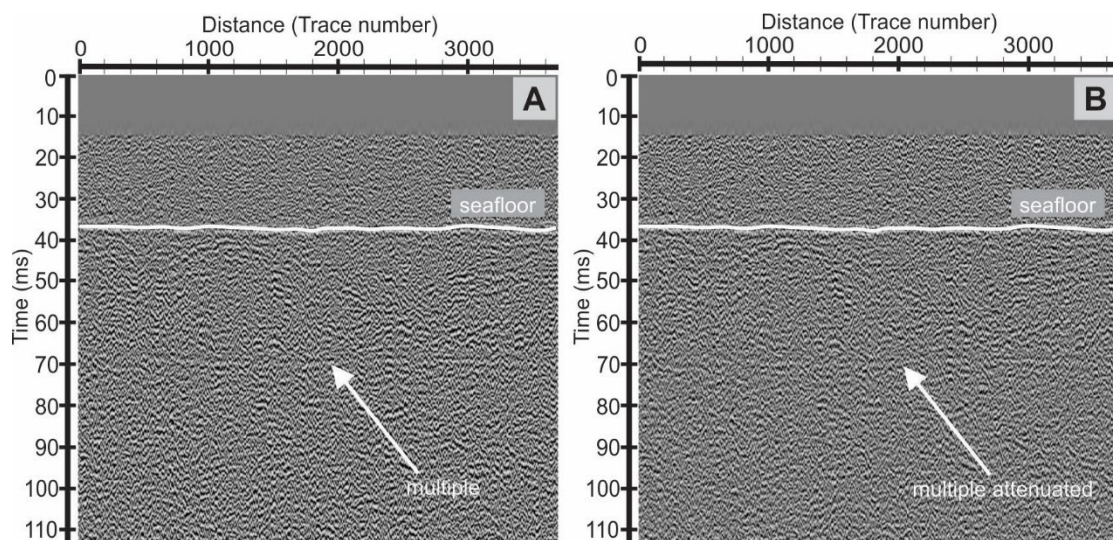 Distance (Trace number)
0 1000 2000 3000
A
0
10
20
30
40
50
60
70
80
90
100
110
Time (ms)
seafloor
multiple
Distance (Trace number)
0 1000 2000 3000
B
0
10
20
30
40
50
60
70
80
90
100
110
Time (ms)
seafloor
multiple attenuated